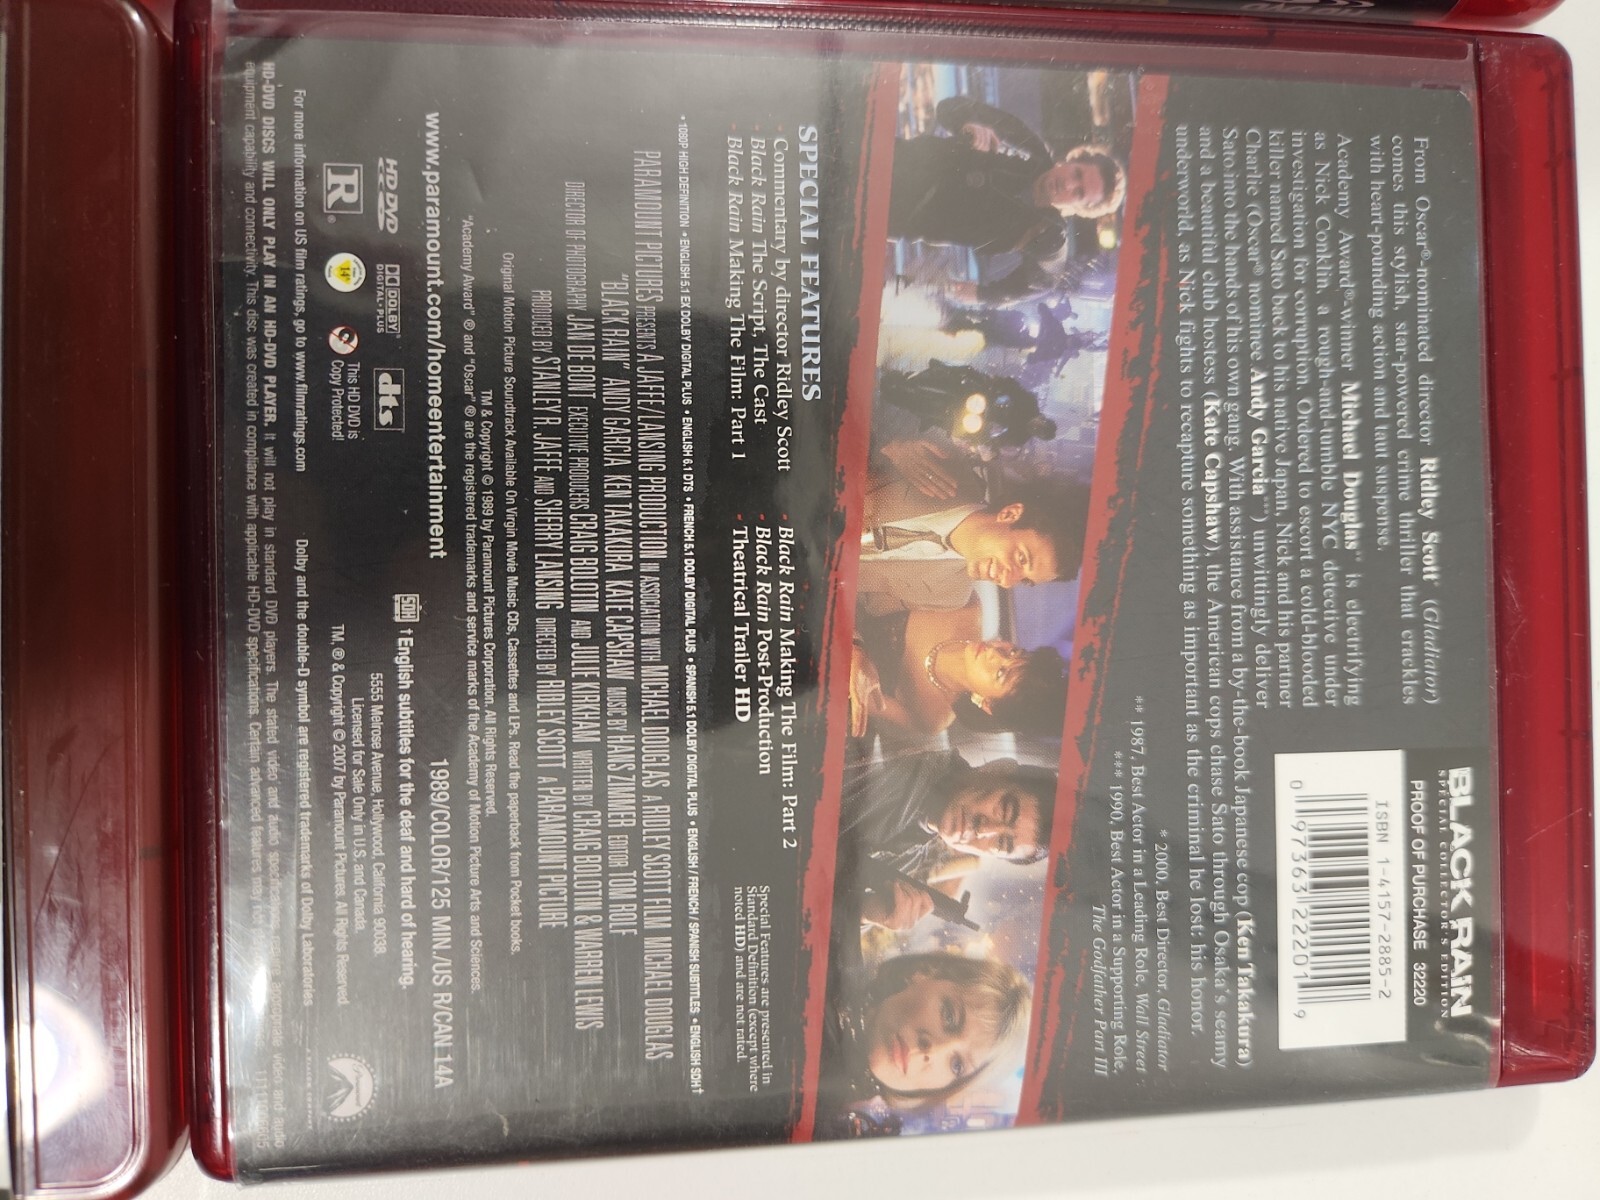 From Oscar®-nominated director Ridley Scott* (Gladiator)
comes this stylish, star-powered crime thriller that crackles
with heart-pounding action and taut suspense.
Academy Award®-winner Michael Douglas** is electrifying
as Nick Conklin, a rough-and-tumble NYC detective under
investigation for corruption. Ordered to escort a cold-blooded
killer named Sato back to his native Japan, Nick and his partner
Charlie (Oscar® nominee Andy Garcia***) unwittingly deliver
Sato into the hands of his own gang. With assistance from a by-the-book Japanese cop (Ken Takakura)
and a beautiful club hostess (Kate Capshaw), the American cops chase Sato through Osaka's seamy
underworld, as Nick fights to recapture something as important as the criminal he lost: his honor.
BLACK RAIN
SPECIAL COLLECTOR'S EDITION
PROOF OF PURCHASE 32220
ISBN 1-4157-2885-2
0 97363 22201 9
* 2000, Best Director, Gladiator
** 1987, Best Actor in a Leading Role, Wall Street
*** 1990, Best Actor in a Supporting Role,
The Godfather Part III
SPECIAL FEATURES
• Commentary by director Ridley Scott
• Black Rain The Script, The Cast
• Black Rain Making The Film: Part 1
• Black Rain Making The Film: Part 2
• Black Rain Post-Production
• Theatrical Trailer HD
Special Features are presented in
Standard Definition (except where
noted HD) and are not rated.
• 1080P HIGH DEFINITION • ENGLISH 5.1 EX DOLBY DIGITAL PLUS • ENGLISH 6.1 DTS • FRENCH 5.1 DOLBY DIGITAL PLUS • SPANISH 5.1 DOLBY DIGITAL PLUS • ENGLISH / FRENCH / SPANISH SUBTITLES • ENGLISH SDH†
PARAMOUNT PICTURES PRESENTS A JAFFE/LANSING PRODUCTION IN ASSOCIATION WITH MICHAEL DOUGLAS A RIDLEY SCOTT FILM MICHAEL DOUGLAS
"BLACK RAIN" ANDY GARCIA KEN TAKAKURA KATE CAPSHAW MUSIC BY HANS ZIMMER EDITOR TOM ROLF
DIRECTOR OF PHOTOGRAPHY JAN DE BONT EXECUTIVE PRODUCERS CRAIG BOLOTIN AND JULIE KIRKHAM WRITTEN BY CRAIG BOLOTIN & WARREN LEWIS
PRODUCED BY STANLEY R. JAFFE AND SHERRY LANSING DIRECTED BY RIDLEY SCOTT A PARAMOUNT PICTURE
Original Motion Picture Soundtrack Available On Virgin Movie Music CDs, Cassettes and LPs. Read the paperback from Pocket books.
TM & Copyright © 1989 by Paramount Pictures Corporation. All Rights Reserved.
"Academy Award" ® and "Oscar" ® are the registered trademarks and service marks of the Academy of Motion Picture Arts and Sciences.
www.paramount.com/homeentertainment
1989/COLOR/125 MIN./US R/CAN 14A
SDH † English subtitles for the deaf and hard of hearing.
HD DVD
DOLBY
DIGITAL PLUS
dts
R®
14A
This HD DVD is
Copy Protected!
5555 Melrose Avenue, Hollywood, California 90038.
Licensed for Sale Only in U.S. and Canada.
TM, ® & Copyright © 2007 by Paramount Pictures. All Rights Reserved
Paramount
For more information on US film ratings, go to www.filmratings.com
Dolby and the double-D symbol are registered trademarks of Dolby Laboratories
HD-DVD DISCS WILL ONLY PLAY IN AN HD-DVD PLAYER, it will not play in standard DVD players. The stated video and audio specifications require appropriate video and audio
equipment capability and connectivity. This disc was created in compliance with applicable HD-DVD specifications. Certain advanced features may